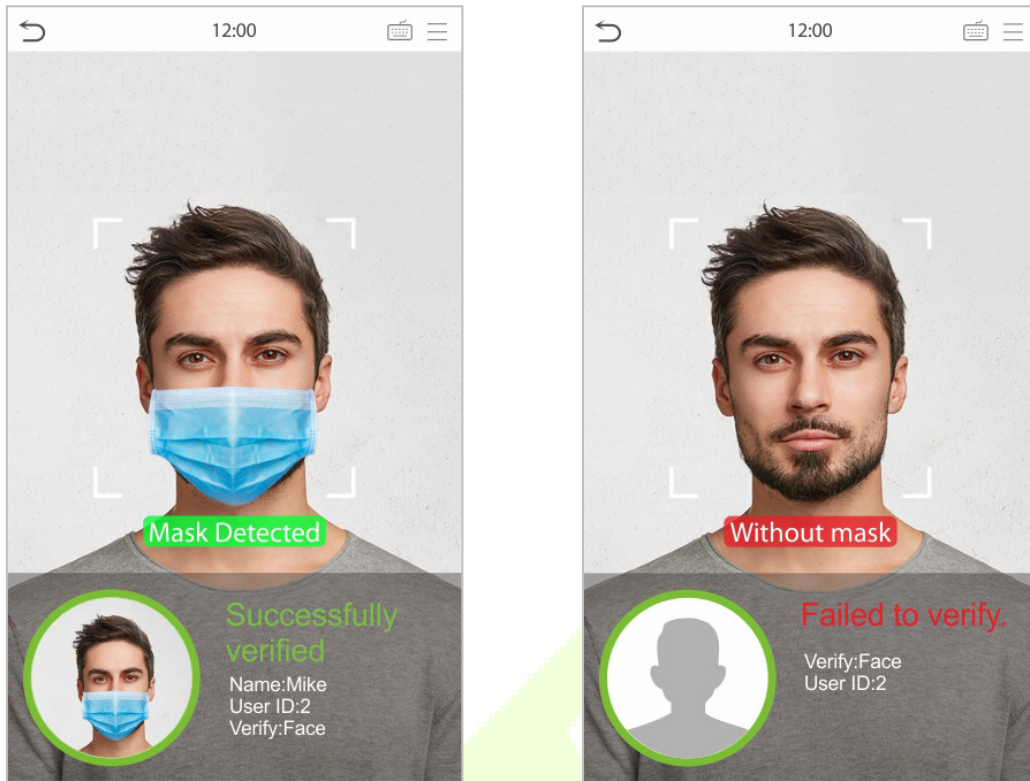 12:00
Mask Detected
Successfully
verified
Name:Mike
User ID:2
Verify:Face
12:00
Without mask
Failed to verify.
Verify:Face
User ID:2